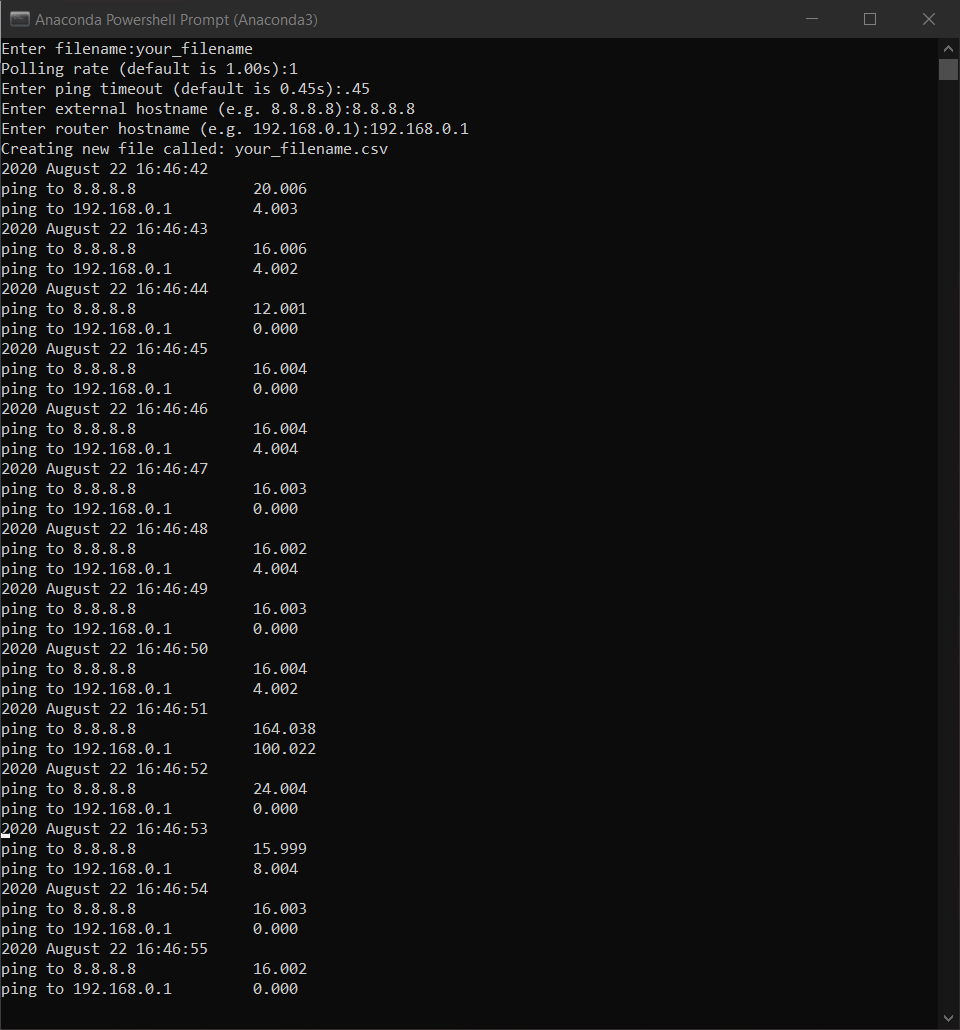 Anaconda Powershell Prompt (Anaconda3)
Enter filename:your_filename
Polling rate (default is 1.00s):1
Enter ping timeout (default is 0.45s):.45
Enter external hostname (e.g. 8.8.8.8):8.8.8.8
Enter router hostname (e.g. 192.168.0.1):192.168.0.1
Creating new file called: your_filename.csv
2020 August 22 16:46:42
ping to 8.8.8.8 20.006
ping to 192.168.0.1 4.003
2020 August 22 16:46:43
ping to 8.8.8.8 16.006
ping to 192.168.0.1 4.002
2020 August 22 16:46:44
ping to 8.8.8.8 12.001
ping to 192.168.0.1 0.000
2020 August 22 16:46:45
ping to 8.8.8.8 16.004
ping to 192.168.0.1 0.000
2020 August 22 16:46:46
ping to 8.8.8.8 16.004
ping to 192.168.0.1 4.004
2020 August 22 16:46:47
ping to 8.8.8.8 16.003
ping to 192.168.0.1 0.000
2020 August 22 16:46:48
ping to 8.8.8.8 16.002
ping to 192.168.0.1 4.004
2020 August 22 16:46:49
ping to 8.8.8.8 16.003
ping to 192.168.0.1 0.000
2020 August 22 16:46:50
ping to 8.8.8.8 16.004
ping to 192.168.0.1 4.002
2020 August 22 16:46:51
ping to 8.8.8.8 164.038
ping to 192.168.0.1 100.022
2020 August 22 16:46:52
ping to 8.8.8.8 24.004
ping to 192.168.0.1 0.000
2020 August 22 16:46:53
ping to 8.8.8.8 15.999
ping to 192.168.0.1 8.004
2020 August 22 16:46:54
ping to 8.8.8.8 16.003
ping to 192.168.0.1 0.000
2020 August 22 16:46:55
ping to 8.8.8.8 16.002
ping to 192.168.0.1 0.000